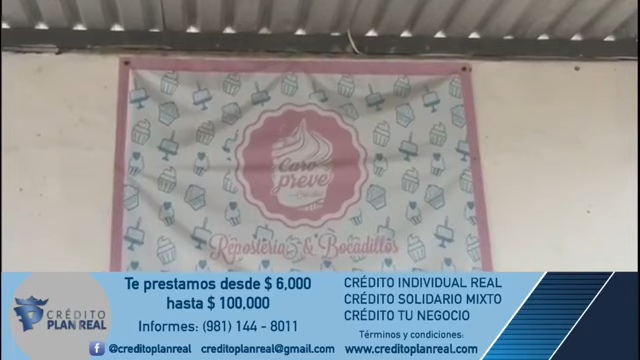 Caro
preve
Repostería & Bocadillos
CRÉDITO
PLAN REAL
Te prestamos desde $ 6,000
hasta $ 100,000
Informes: (981) 144 - 8011
@creditoplanreal creditoplanreal@gmail.com
CRÉDITO INDIVIDUAL REAL
CRÉDITO SOLIDARIO MIXTO
CRÉDITO TU NEGOCIO
Términos y condiciones:
www.creditoplanreal.com